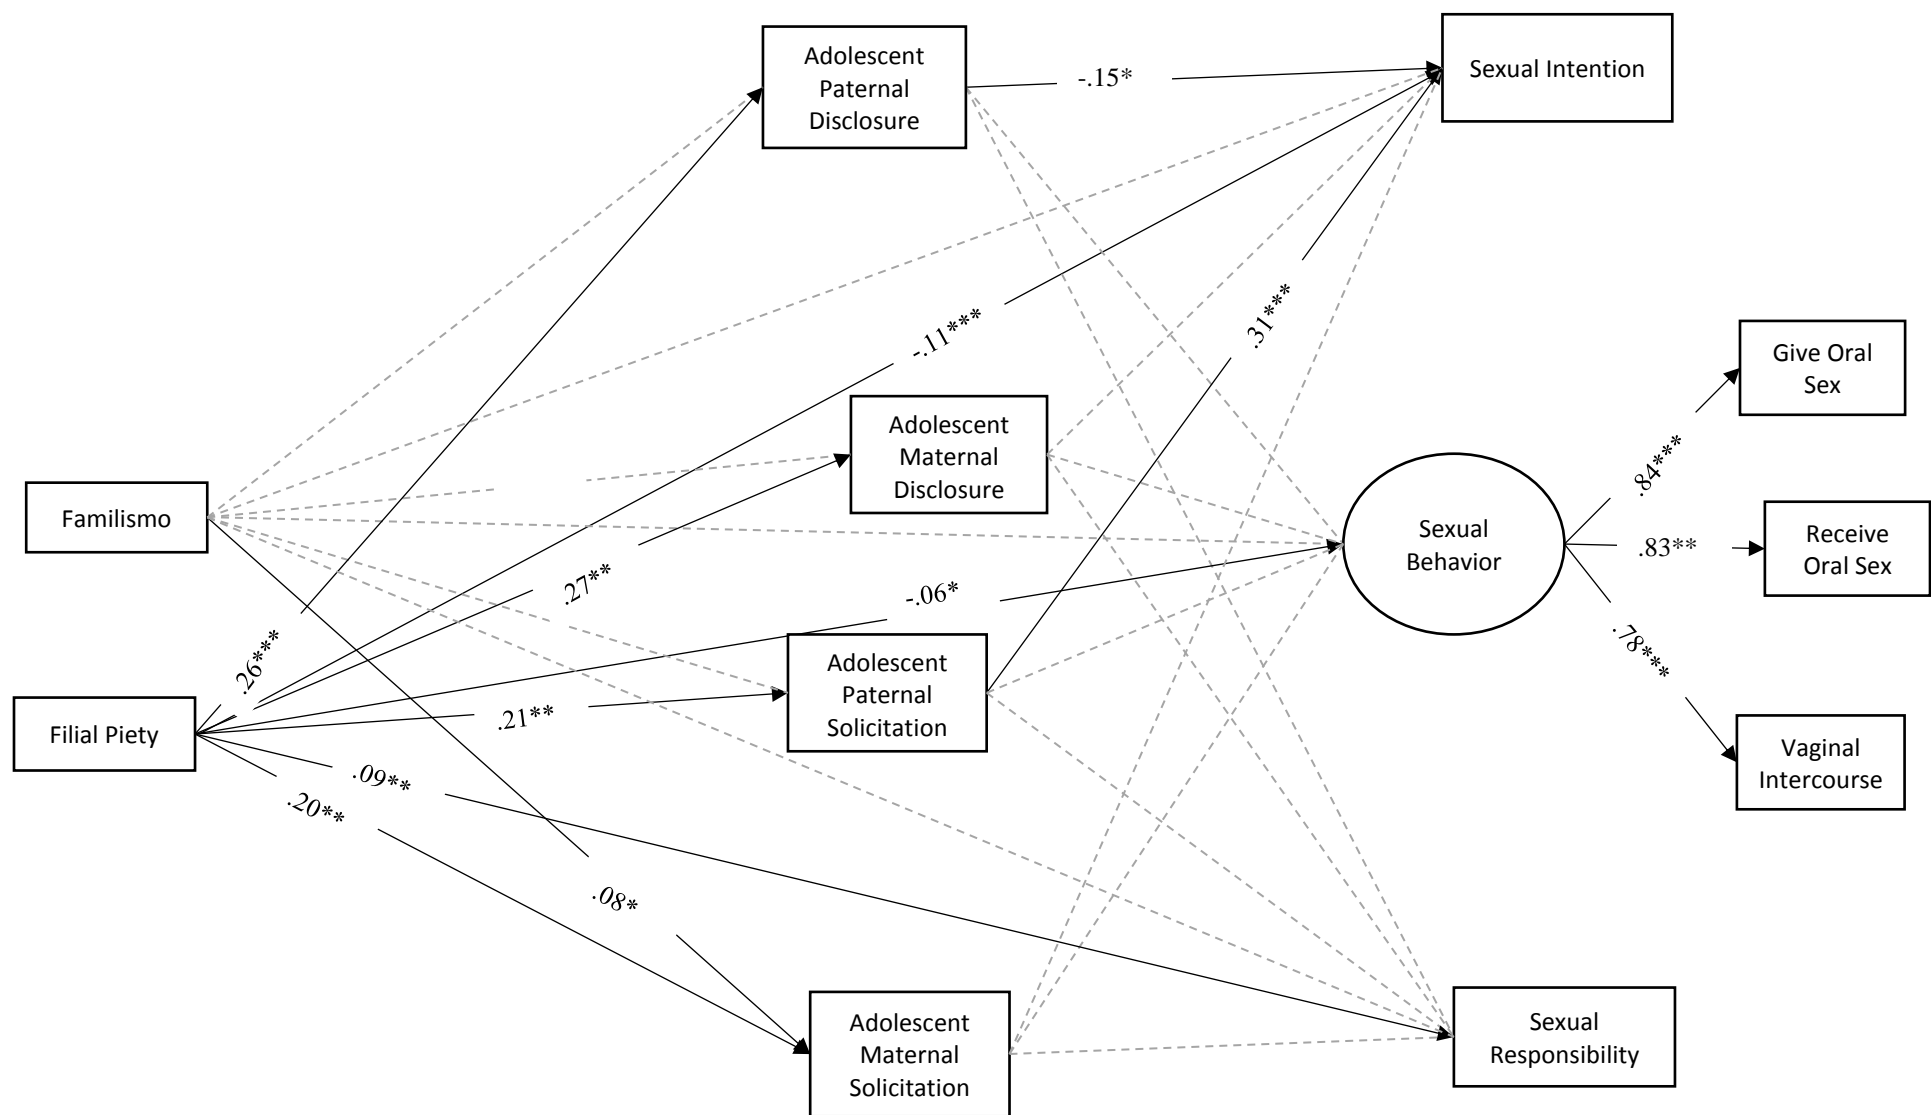 Adolescent
Paternal
Disclosure
-.15*
Sexual Intention
-.11***
.31***
Give Oral
Sex
Adolescent
Maternal
Disclosure
.84***
Familismo
Sexual
Behavior
.83**
Receive
Oral Sex
.27**
-.06*
.26***
Adolescent
Paternal
Solicitation
.78***
Filial Piety
.21**
Vaginal
Intercourse
.09**
.20**
.08*
Adolescent
Maternal
Solicitation
Sexual
Responsibility